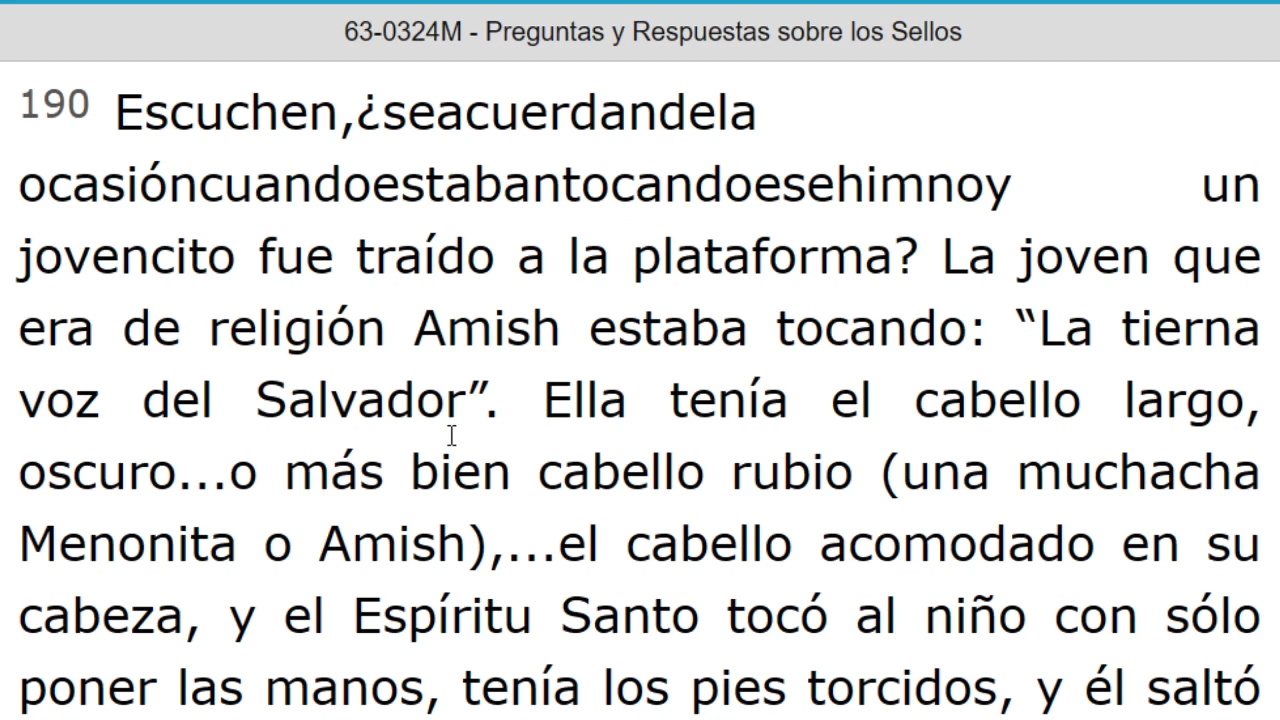 63-0324M - Preguntas y Respuestas sobre los Sellos
190 Escuchen,¿seacuerdandela
ocasióncuandoestabantocandoesehimnoy un
jovencito fue traído a la plataforma? La joven que
era de religión Amish estaba tocando: “La tierna
voz del Salvador”. Ella tenía el cabello largo,
oscuro...o más bien cabello rubio (una muchacha
Menonita o Amish),...el cabello acomodado en su
cabeza, y el Espíritu Santo tocó al niño con sólo
poner las manos, tenía los pies torcidos, y él saltó